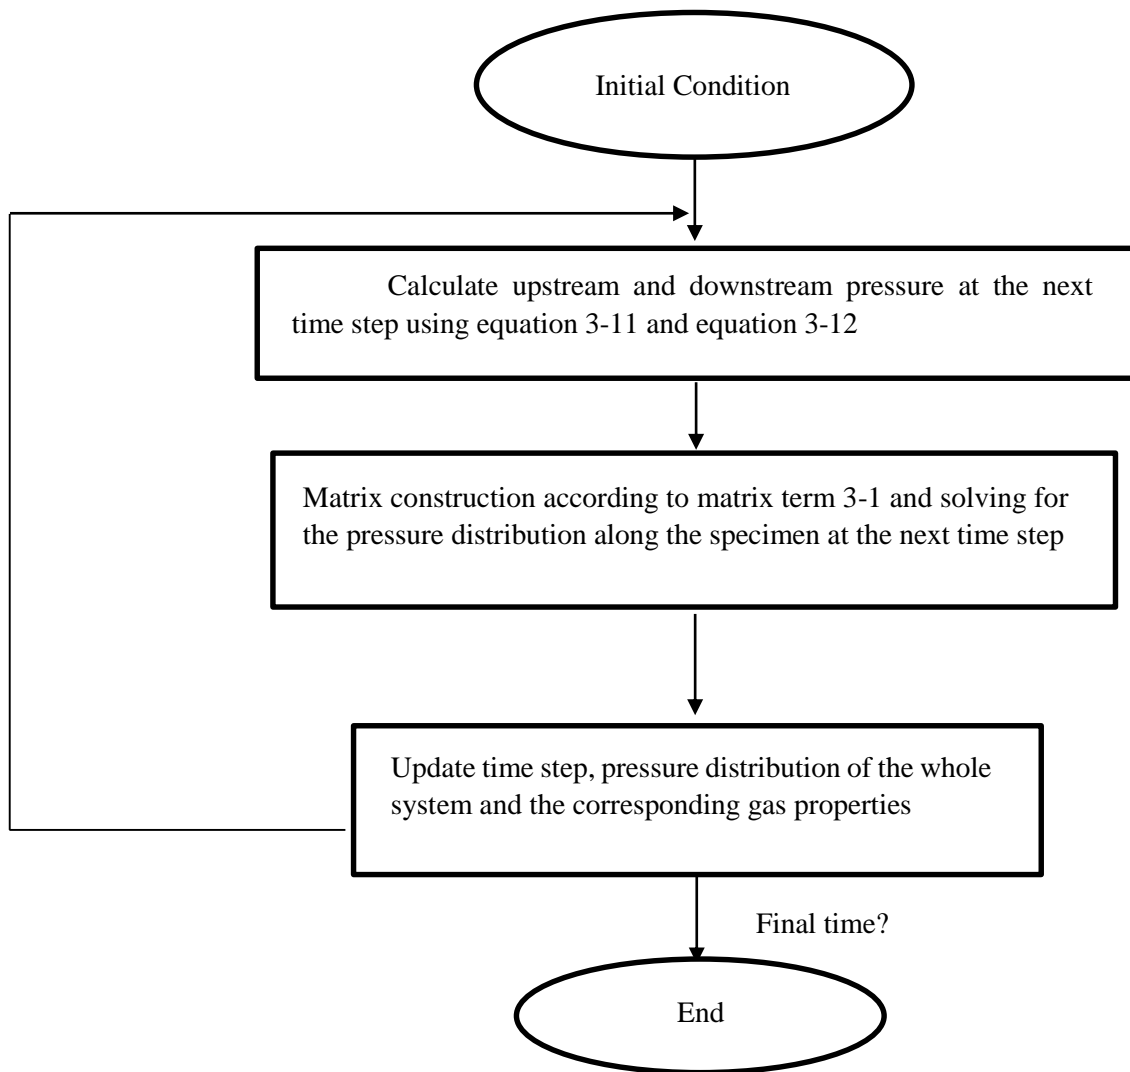 Initial Condition
Calculate upstream and downstream pressure at the next
time step using equation 3-11 and equation 3-12
Matrix construction according to matrix term 3-1 and solving for
the pressure distribution along the specimen at the next time step
Update time step, pressure distribution of the whole
system and the corresponding gas properties
Final time?
End